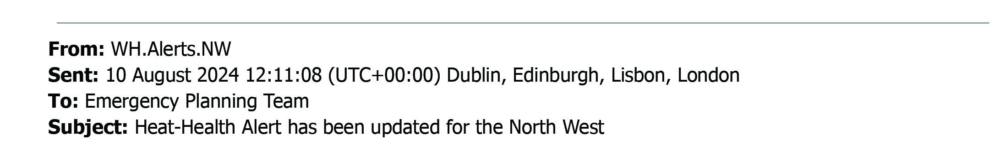 From: WH.Alerts.NW
Sent: 10 August 2024 12:11:08 (UTC+00:00) Dublin, Edinburgh, Lisbon, London
To: Emergency Planning Team
Subject: Heat-Health Alert has been updated for the North West